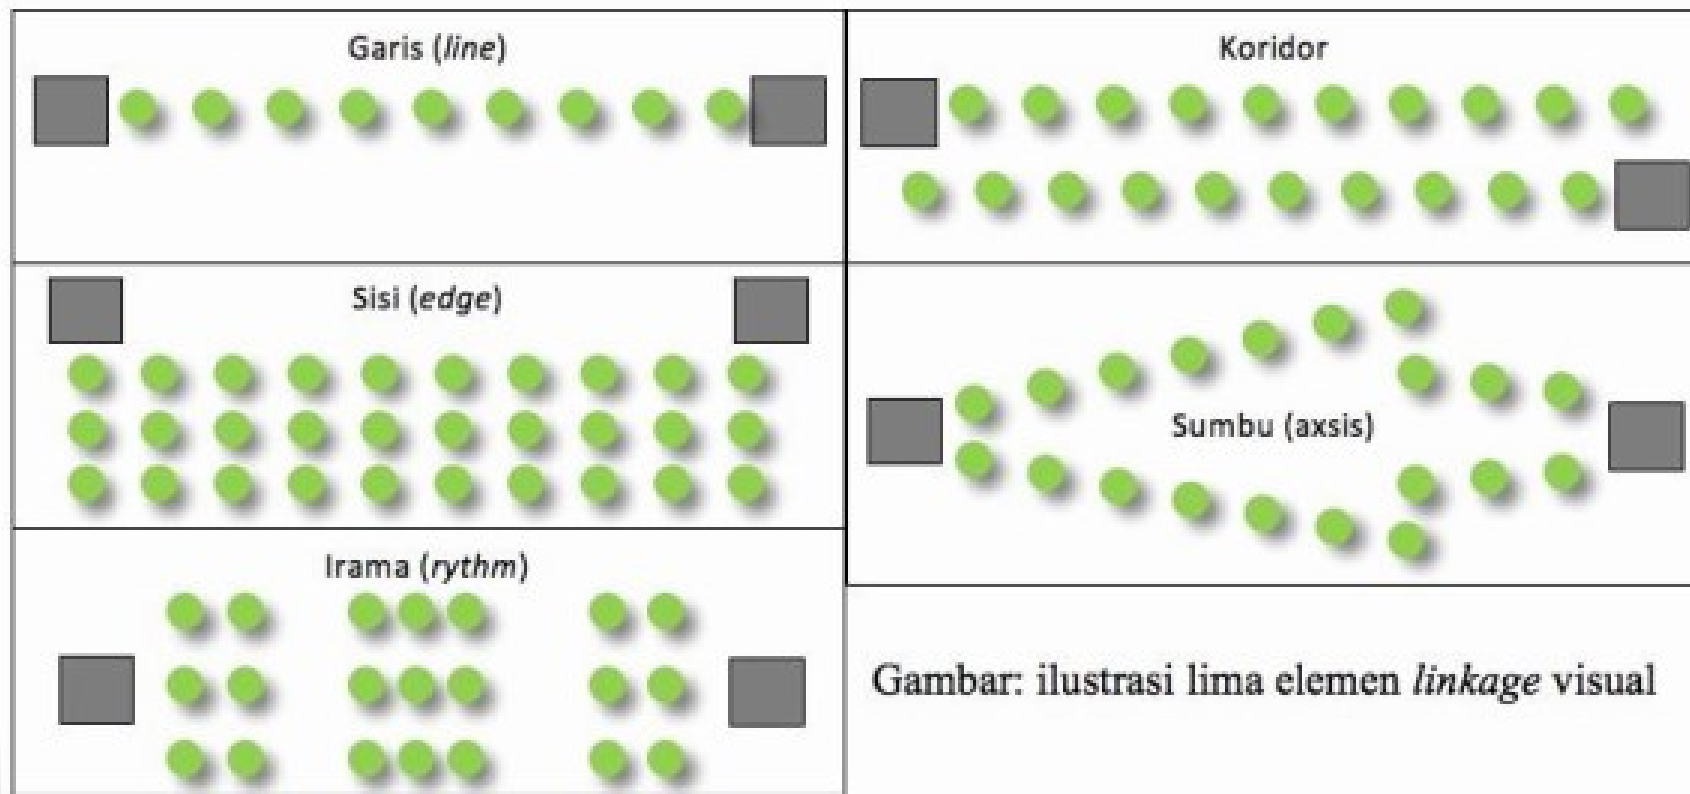 Garis (line)
Koridor
Sisi (edge)
Sumbu (axsis)
Irama (rythm)
Gambar: ilustrasi lima elemen linkage visual